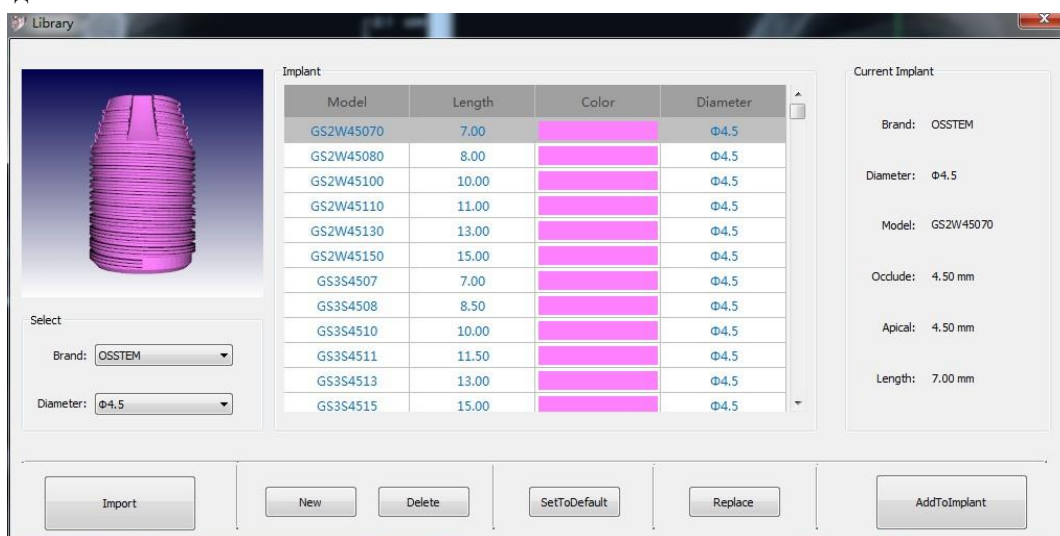 Library
Implant
Model Length Color Diameter
GS2W45070 7.00 Φ4.5
GS2W45080 8.00 Φ4.5
GS2W45100 10.00 Φ4.5
GS2W45110 11.00 Φ4.5
GS2W45130 13.00 Φ4.5
GS2W45150 15.00 Φ4.5
GS3S4507 7.00 Φ4.5
GS3S4508 8.50 Φ4.5
GS3S4510 10.00 Φ4.5
GS3S4511 11.50 Φ4.5
GS3S4513 13.00 Φ4.5
GS3S4515 15.00 Φ4.5
Select
Brand: OSSTEM
Diameter: Φ4.5
Current Implant
Brand: OSSTEM
Diameter: Φ4.5
Model: GS2W45070
Occlude: 4.50 mm
Apical: 4.50 mm
Length: 7.00 mm
Import
New
Delete
SetToDefault
Replace
AddToImplant